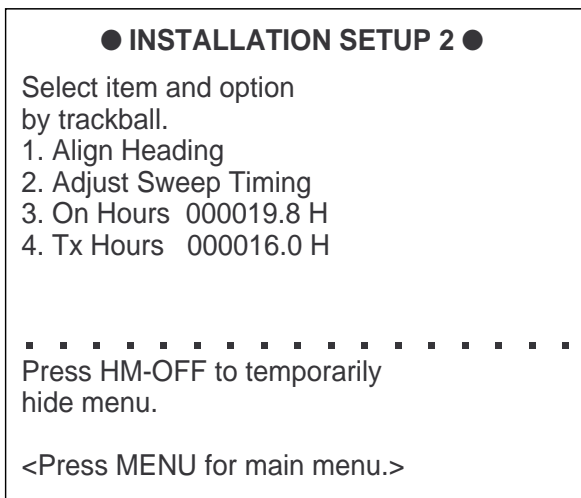 ● INSTALLATION SETUP 2 ●
Select item and option
by trackball.
1. Align Heading
2. Adjust Sweep Timing
3. On Hours 000019.8 H
4. Tx Hours 000016.0 H
Press HM-OFF to temporarily
hide menu.
<Press MENU for main menu.>